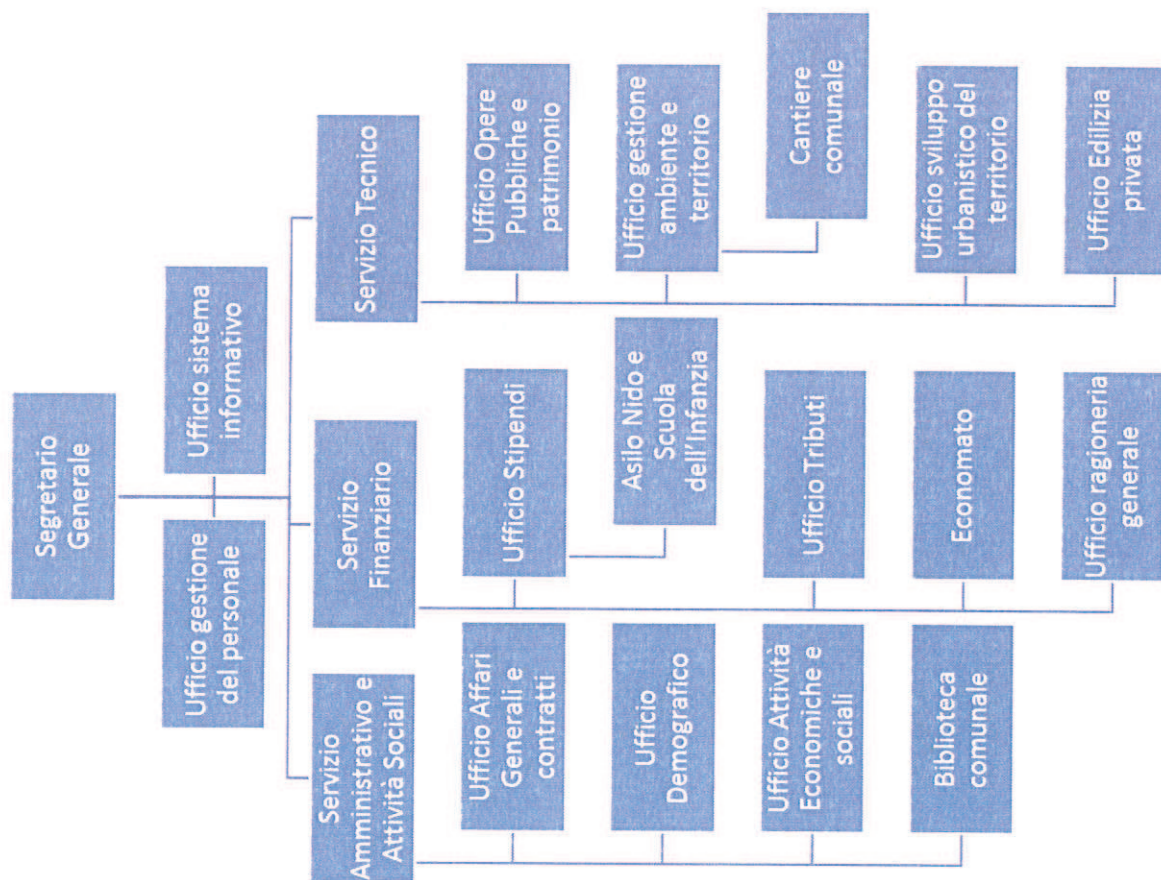 Segretario
Generale
Ufficio gestione
del personale
Ufficio sistema
informativo
Servizio
Amministrativo e
Attività Sociali
Servizio
Finanziario
Servizio Tecnico
Ufficio Affari
Generali e
contratti
Ufficio
Demografico
Ufficio Attività
Economiche e
sociali
Biblioteca
comunale
Ufficio Stipendi
Asilo Nido e
Scuola
dell'Infanzia
Ufficio Tributi
Economato
Ufficio ragioneria
generale
Ufficio Opere
Pubbliche e
patrimonio
Ufficio gestione
ambiente e
territorio
Cantiere
comunale
Ufficio sviluppo
urbanistico del
territorio
Ufficio Edilizia
privata